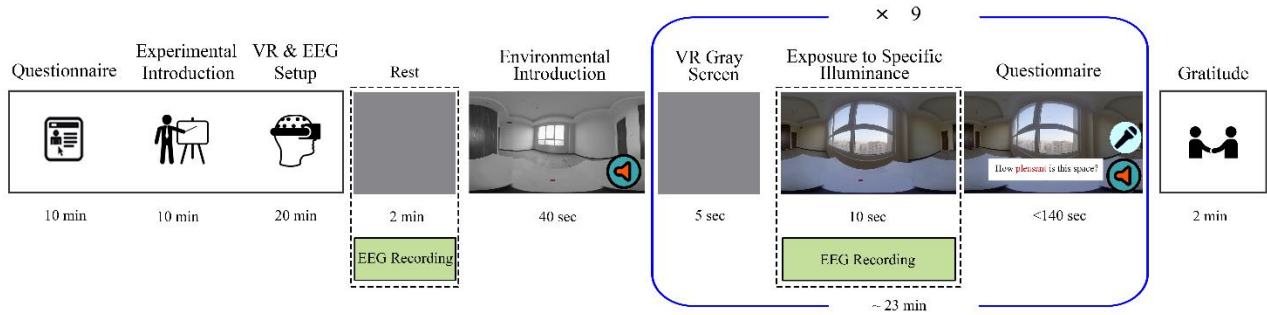 × 9
Questionnaire
Experimental
Introduction
VR & EEG
Setup
Rest
Environmental
Introduction
VR Gray
Screen
Exposure to Specific
Illuminance
Questionnaire
Gratitude
How pleasant is this space?
10 min
10 min
20 min
2 min
40 sec
5 sec
10 sec
<140 sec
2 min
EEG Recording
EEG Recording
~ 23 min